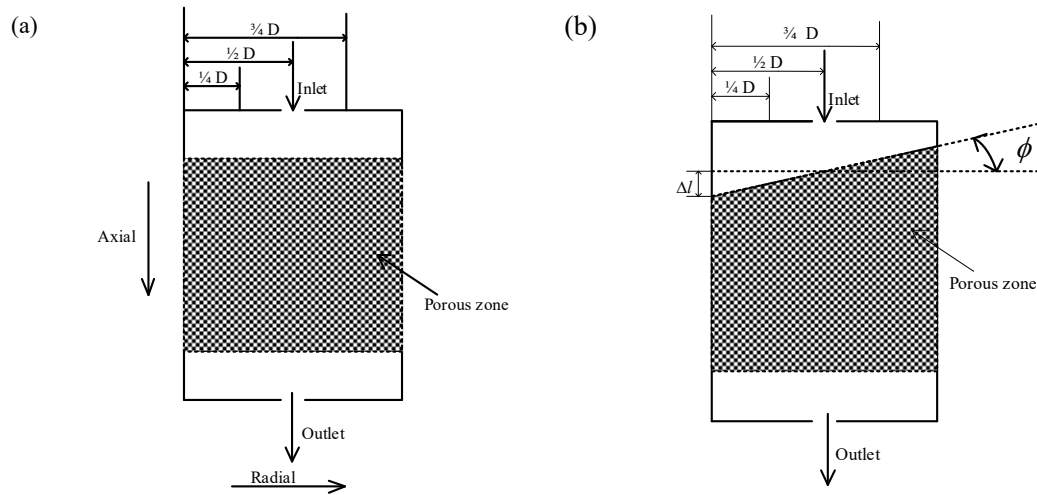 (a)
¾ D
½ D
¼ D
Inlet
Axial
Porous zone
Outlet
Radial
(b)
¾ D
½ D
¼ D
Inlet
ϕ
Δl
Porous zone
Outlet